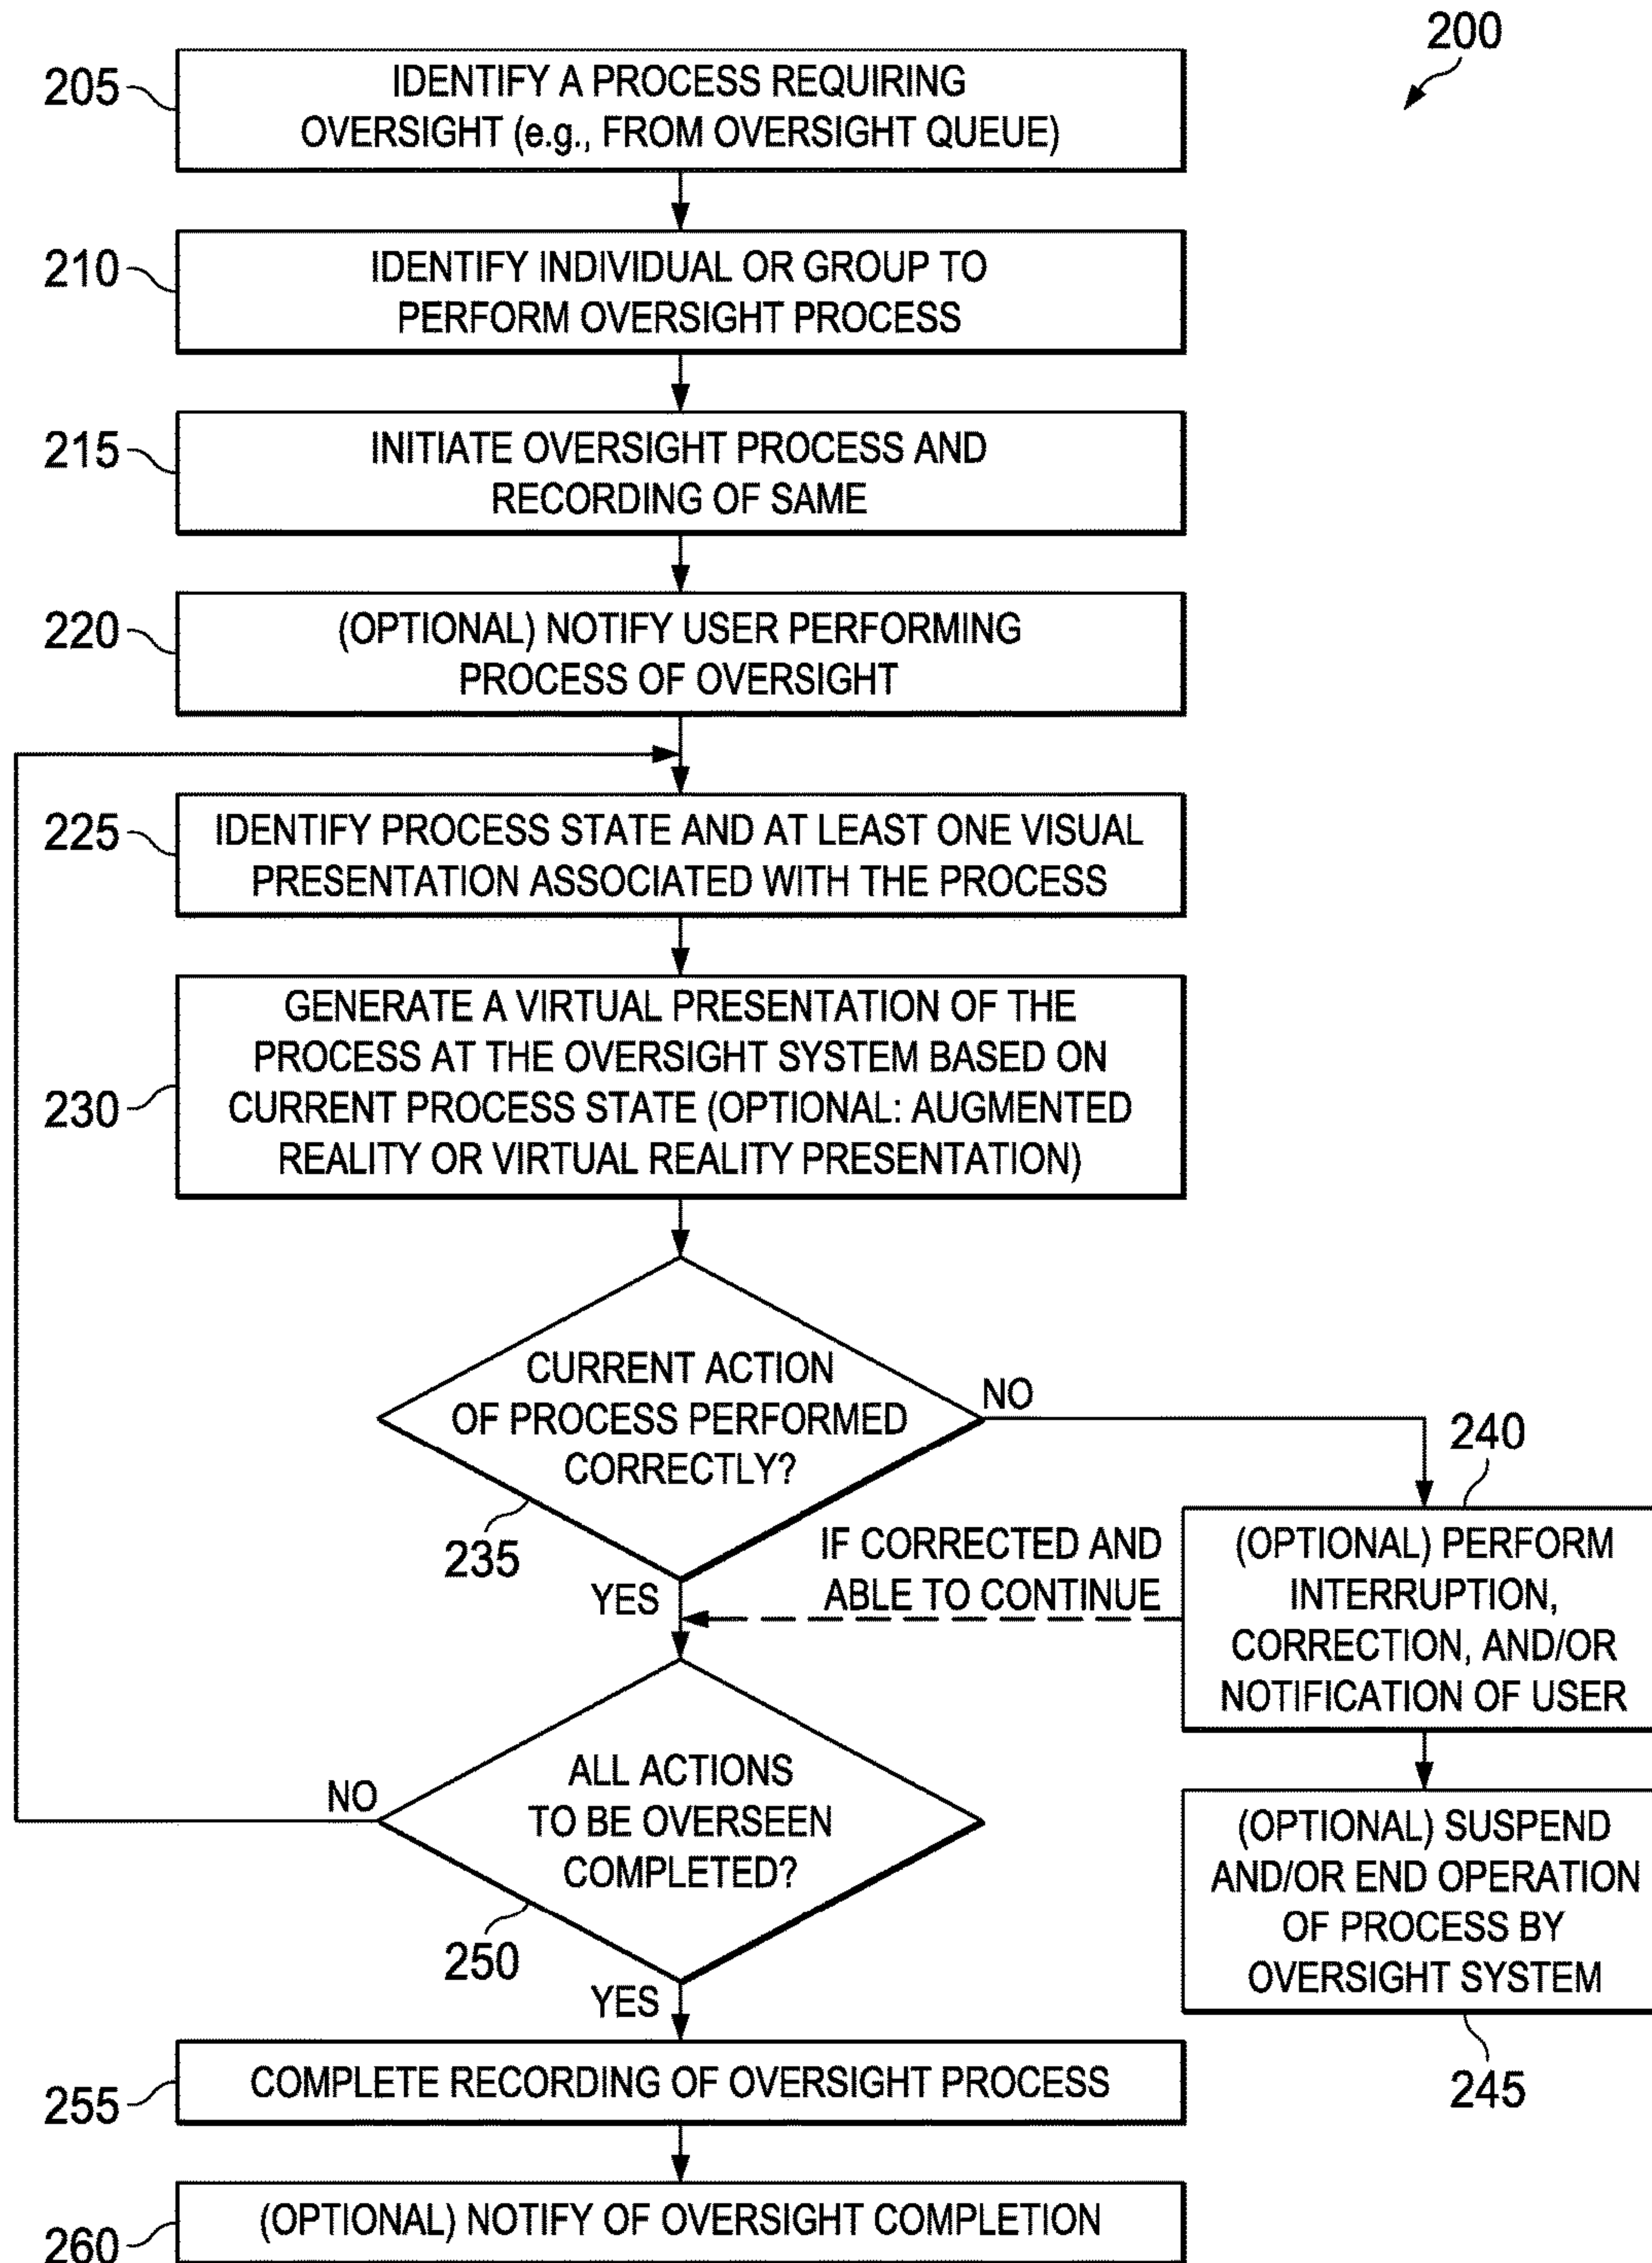 200
205
IDENTIFY A PROCESS REQUIRING
OVERSIGHT (e.g., FROM OVERSIGHT QUEUE)
210
IDENTIFY INDIVIDUAL OR GROUP TO
PERFORM OVERSIGHT PROCESS
215
INITIATE OVERSIGHT PROCESS AND
RECORDING OF SAME
220
(OPTIONAL) NOTIFY USER PERFORMING
PROCESS OF OVERSIGHT
225
IDENTIFY PROCESS STATE AND AT LEAST ONE VISUAL
PRESENTATION ASSOCIATED WITH THE PROCESS
230
GENERATE A VIRTUAL PRESENTATION OF THE
PROCESS AT THE OVERSIGHT SYSTEM BASED ON
CURRENT PROCESS STATE (OPTIONAL: AUGMENTED
REALITY OR VIRTUAL REALITY PRESENTATION)
CURRENT ACTION
OF PROCESS PERFORMED
CORRECTLY?
235
NO
YES
240
(OPTIONAL) PERFORM
INTERRUPTION,
CORRECTION, AND/OR
NOTIFICATION OF USER
IF CORRECTED AND
ABLE TO CONTINUE
(OPTIONAL) SUSPEND
AND/OR END OPERATION
OF PROCESS BY
OVERSIGHT SYSTEM
245
ALL ACTIONS
TO BE OVERSEEN
COMPLETED?
250
NO
YES
255
COMPLETE RECORDING OF OVERSIGHT PROCESS
260
(OPTIONAL) NOTIFY OF OVERSIGHT COMPLETION